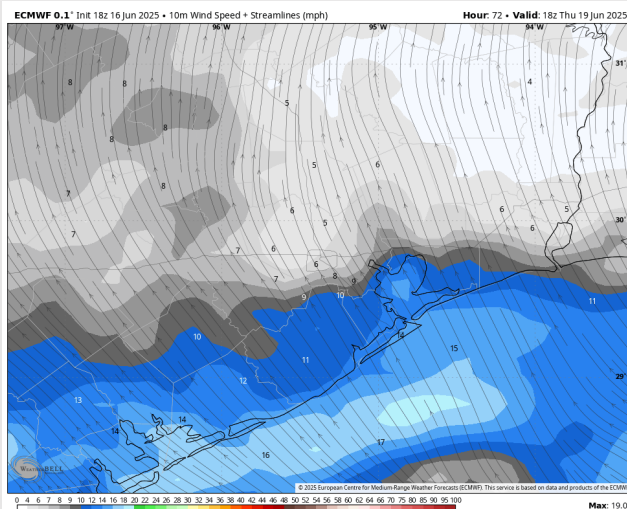 ECMWF 0.1° Init 18z 16 Jun 2025 • 10m Wind Speed + Streamlines (mph)
Hour: 72 • Valid: 18z Thu 19 Jun 2025
97°W 96°W 95°W 94°W
31°
8 8 4
5
8 8
5 6
7 8
6 6 5
7 5 6
30°
7 6
6
7 8 9
9 10
11
10 14
11 15
12
29°
13
14
14
17
16
WeatherBELL
© 2025 European Centre for Medium-Range Weather Forecasts (ECMWF). This service is based on data and products of the ECMW
0 4 6 7 8 9 10 12 14 16 18 20 22 24 26 28 30 32 34 36 38 40 42 44 46 48 50 52 54 56 58 60 62 64 66 68 70 75 80 85 90 95 100
Max: 19.0